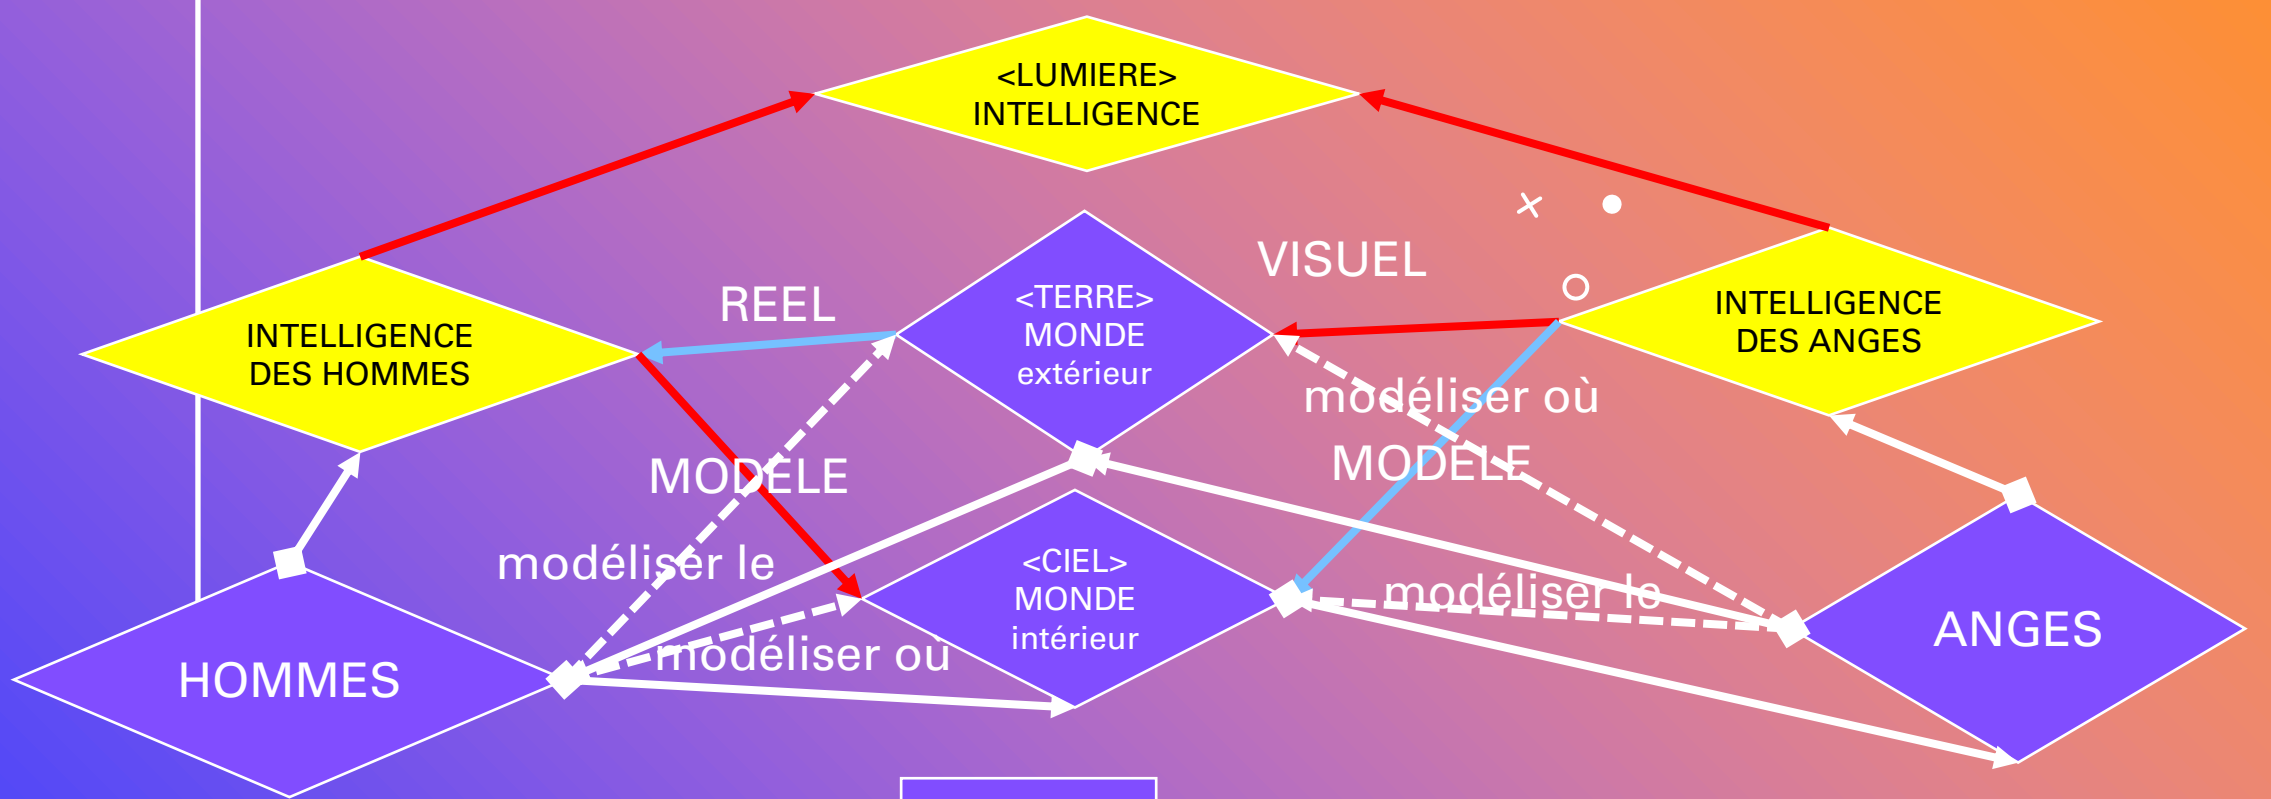 <LUMIERE>
INTELLIGENCE
VISUEL
REEL
<TERRE>
MONDE
extérieur
INTELLIGENCE
DES HOMMES
INTELLIGENCE
DES ANGES
modéliser où
MODELE
MODELE
modéliser le
<CIEL>
MONDE
intérieur
modéliser le
modéliser où
HOMMES
ANGES